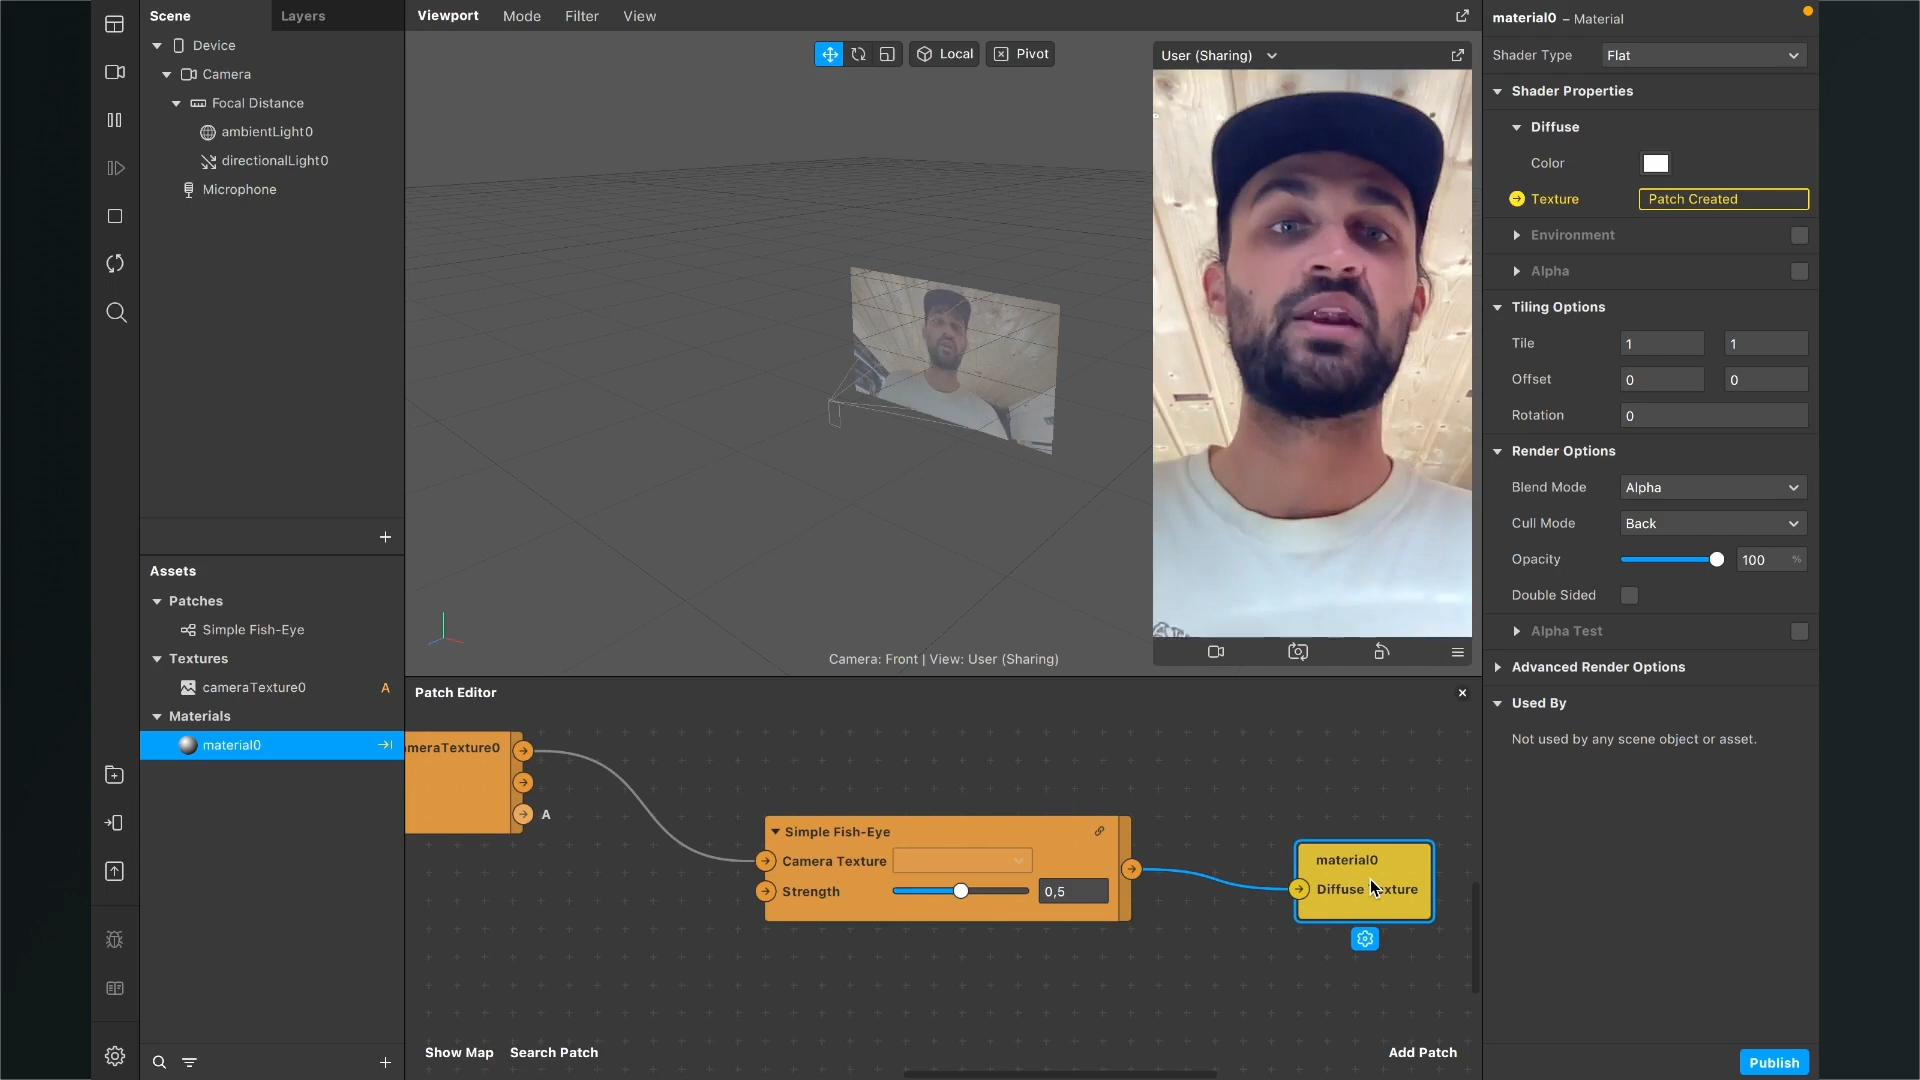 Scene
Layers
Device
Camera
Focal Distance
ambientLight0
directionalLight0
Microphone
Assets
Patches
Simple Fish-Eye
Textures
cameraTexture0 A
Materials
material0
Viewport Mode Filter View
Local
Pivot
User (Sharing)
Camera: Front | View: User (Sharing)
Patch Editor
meraTexture0
A
Simple Fish-Eye
Camera Texture
Strength 0,5
material0
Diffuse Texture
Show Map Search Patch
Add Patch
material0 – Material
Shader Type Flat
Shader Properties
Diffuse
Color
Texture Patch Created
Environment
Alpha
Tiling Options
Tile 1 1
Offset 0 0
Rotation 0
Render Options
Blend Mode Alpha
Cull Mode Back
Opacity 100 %
Double Sided
Alpha Test
Advanced Render Options
Used By
Not used by any scene object or asset.
Publish